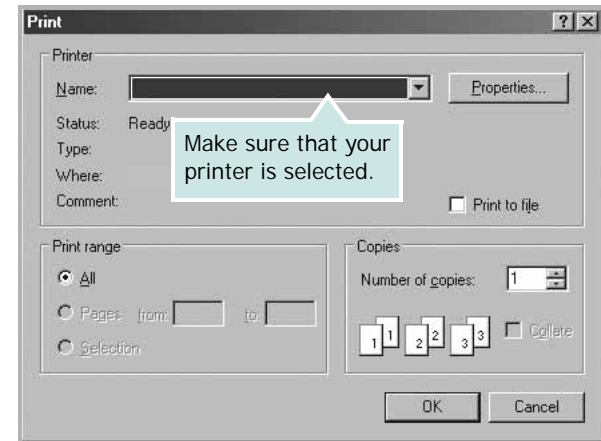 Print
Printer
Name:
Properties...
Status: Ready
Make sure that your
printer is selected.
Type:
Where:
Comment:
Print to file
Print range
All
Pages from: to:
Selection
Copies
Number of copies: 1
1 1 2 2 3 3
Collate
OK Cancel